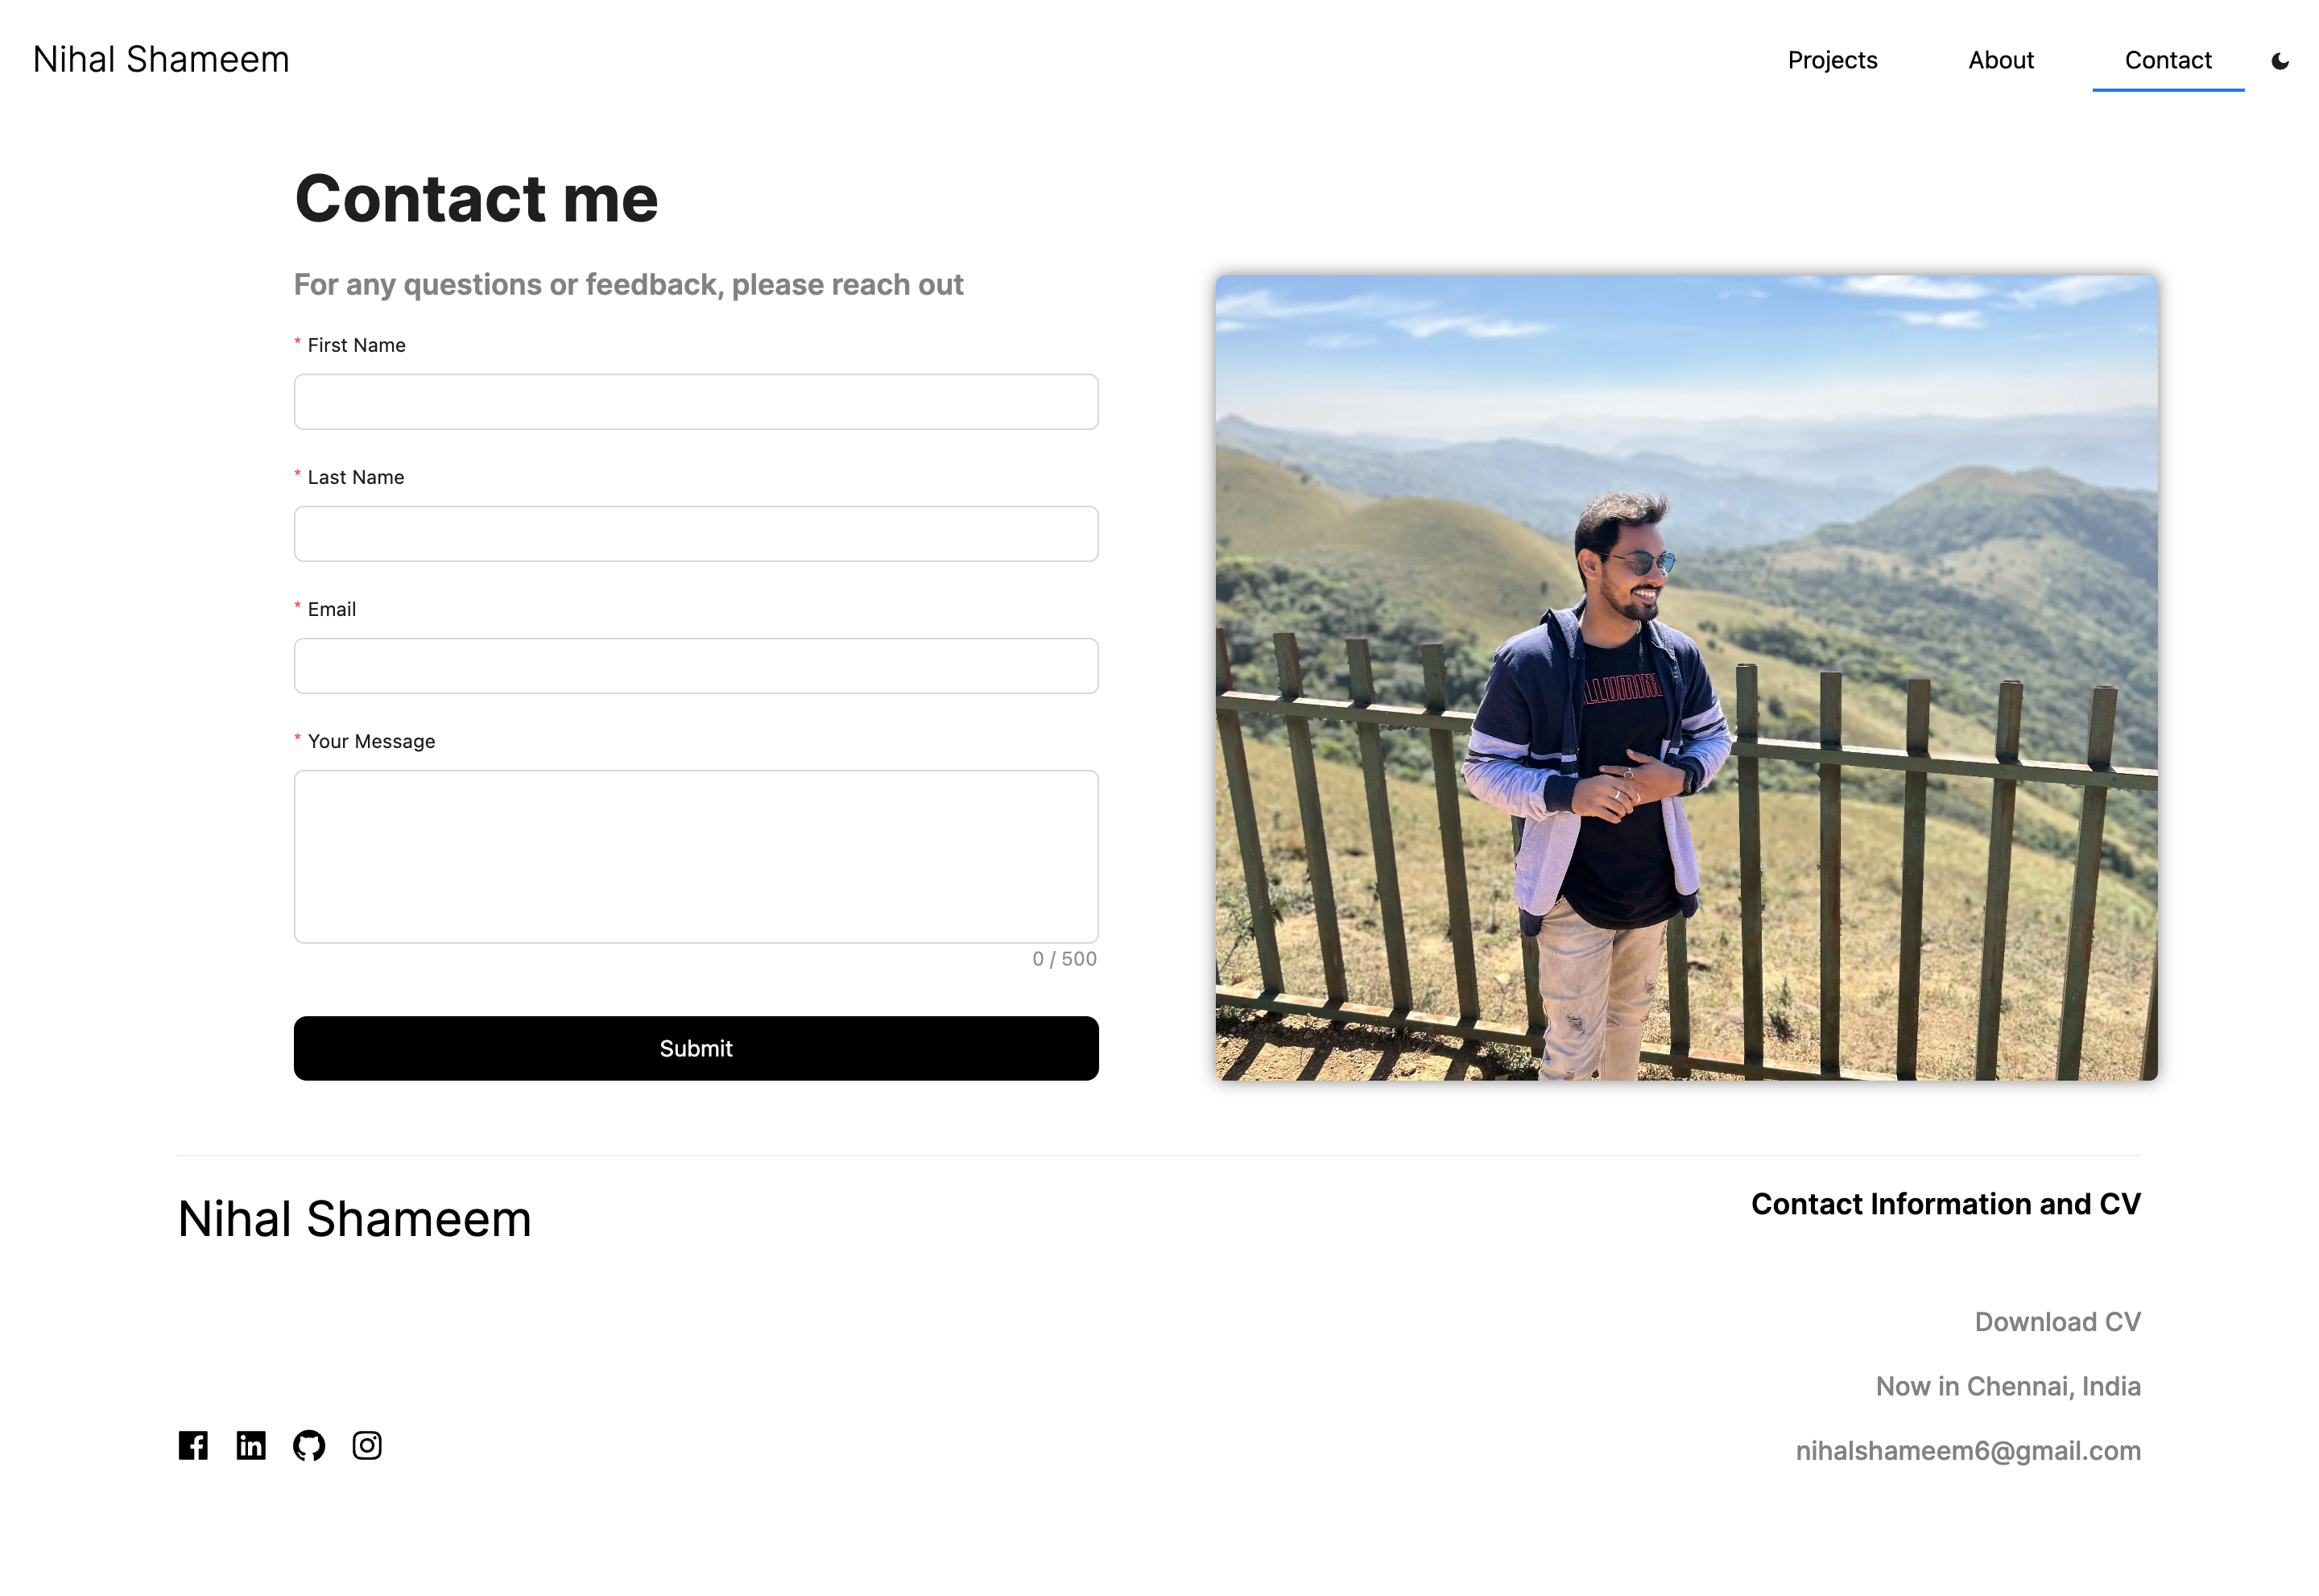 Nihal Shameem
Projects
About
Contact
Contact me
For any questions or feedback, please reach out
* First Name
* Last Name
* Email
* Your Message
0 / 500
Submit
Nihal Shameem
Contact Information and CV
Download CV
Now in Chennai, India
nihalshameem6@gmail.com